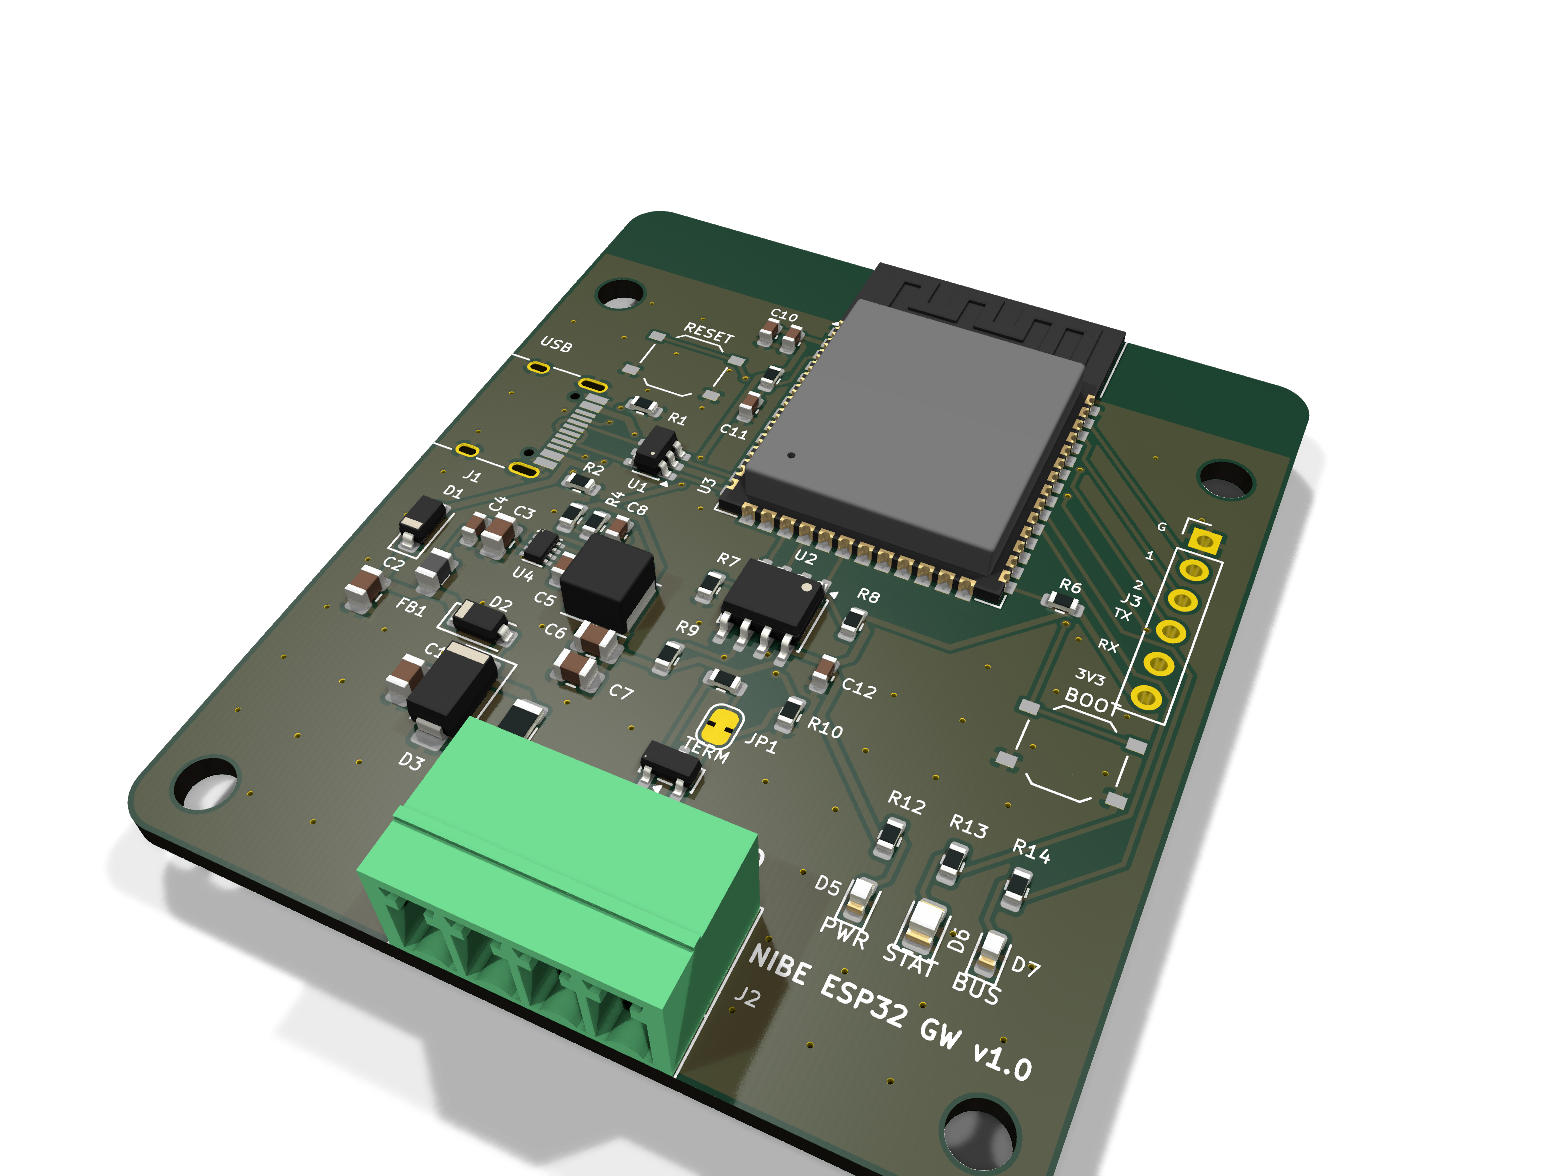 C10
RESET
USB
R1
C11
J1
R2
U1
U3
D1
C4
C3
R4
C8
G
1
2
J3
TX
RX
3V3
BOOT
U2
R7
R6
R8
U4
C2
FB1
D2
C5
C6
R9
C7
C12
R10
JP1
TERM
D3
R12
R13
R14
D5
PWR
STAT
D6
D7
BUS
NIBE ESP32 GW v1.0
J2